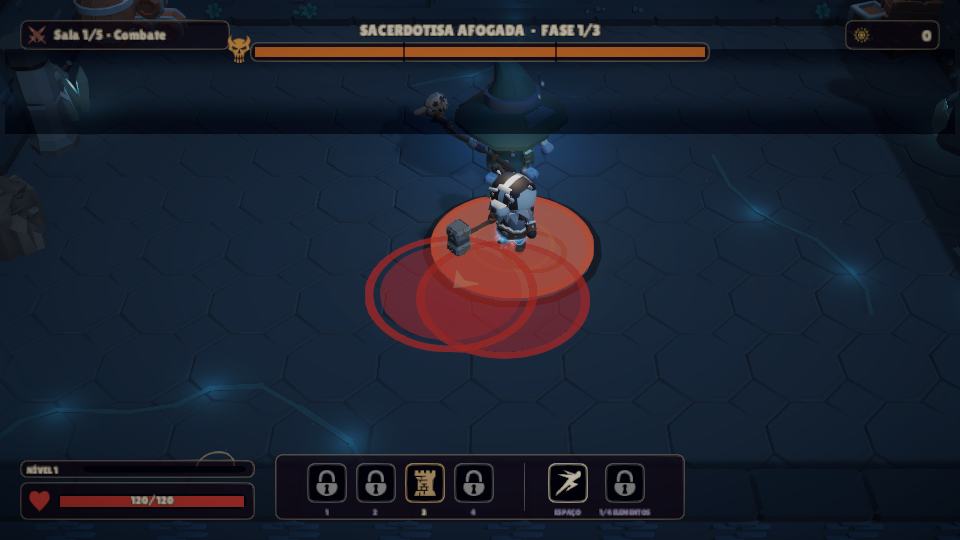 Sala 1/5 - Combate
SACERDOTISA AFOGADA - FASE 1/3
0
NÍVEL 1
120/120
1
2
3
4
ESPAÇO
1/4 ELEMENTOS